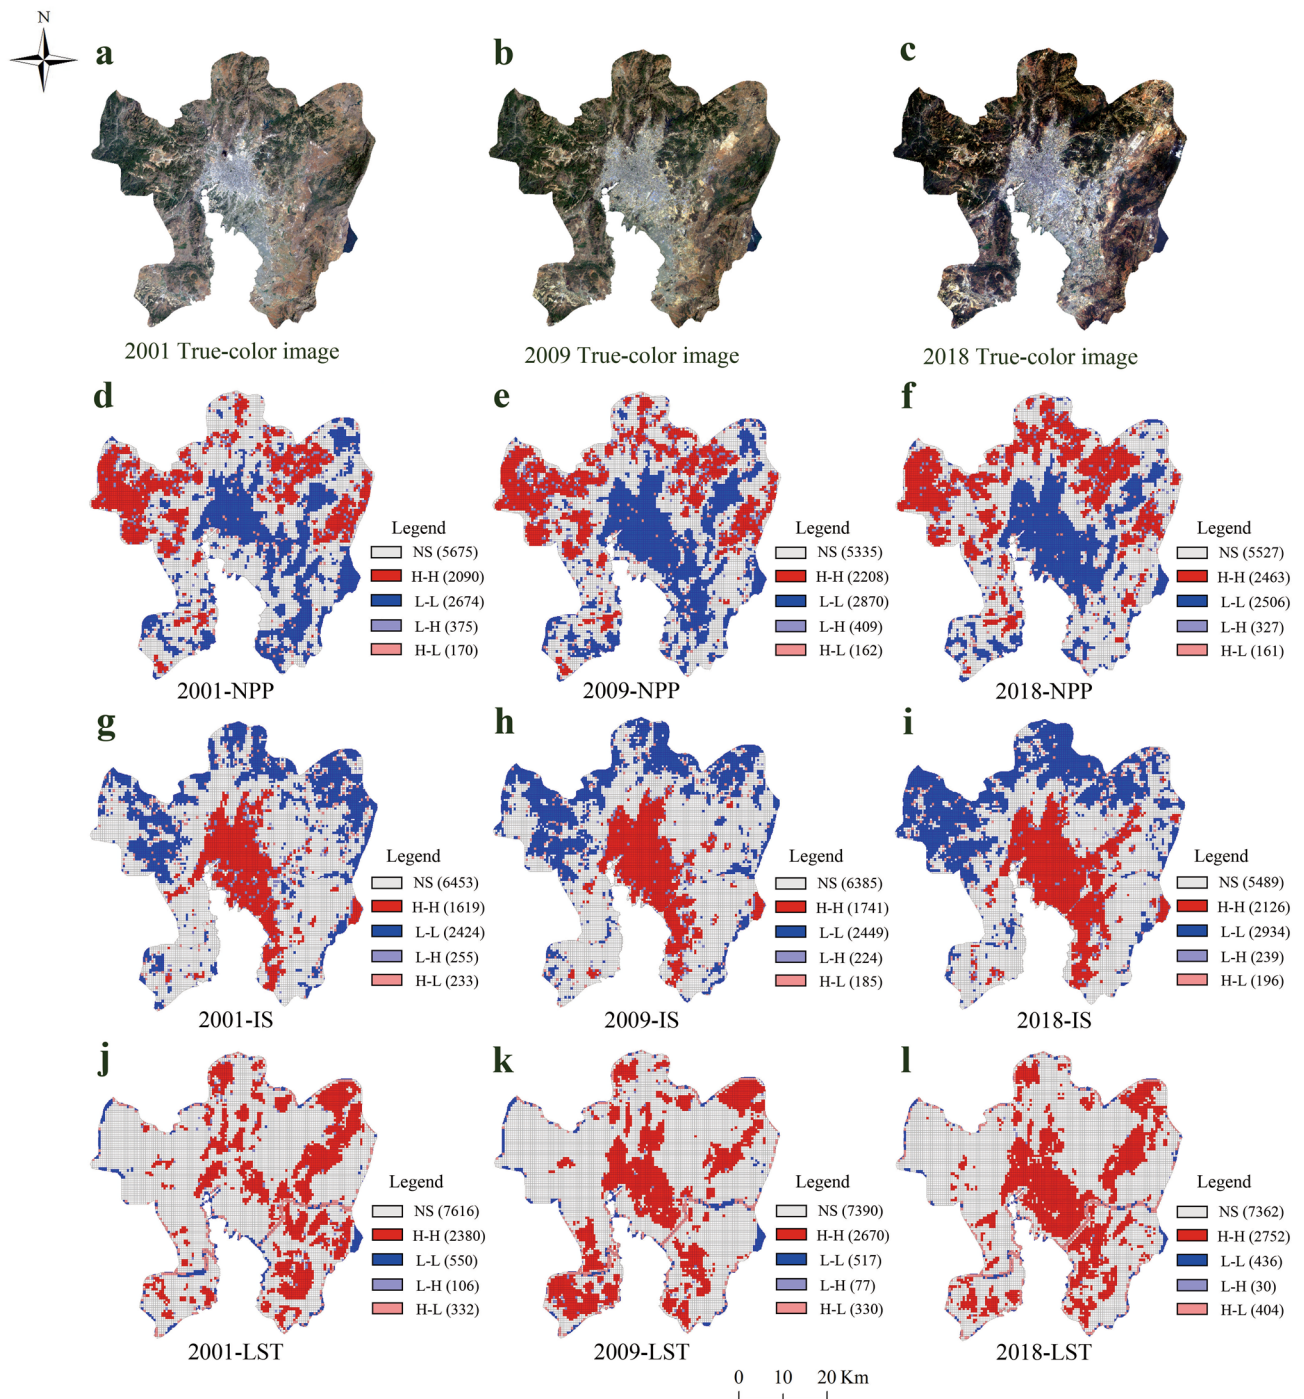 N
a
b
c
2001 True-color image
2009 True-color image
2018 True-color image
d
e
f
Legend
NS (5675)
H-H (2090)
L-L (2674)
L-H (375)
H-L (170)
Legend
NS (5335)
H-H (2208)
L-L (2870)
L-H (409)
H-L (162)
Legend
NS (5527)
H-H (2463)
L-L (2506)
L-H (327)
H-L (161)
2001-NPP
2009-NPP
2018-NPP
g
h
i
Legend
NS (6453)
H-H (1619)
L-L (2424)
L-H (255)
H-L (233)
Legend
NS (6385)
H-H (1741)
L-L (2449)
L-H (224)
H-L (185)
Legend
NS (5489)
H-H (2126)
L-L (2934)
L-H (239)
H-L (196)
2001-IS
2009-IS
2018-IS
j
k
l
Legend
NS (7616)
H-H (2380)
L-L (550)
L-H (106)
H-L (332)
Legend
NS (7390)
H-H (2670)
L-L (517)
L-H (77)
H-L (330)
Legend
NS (7362)
H-H (2752)
L-L (436)
L-H (30)
H-L (404)
2001-LST
2009-LST
2018-LST
0 10 20 Km